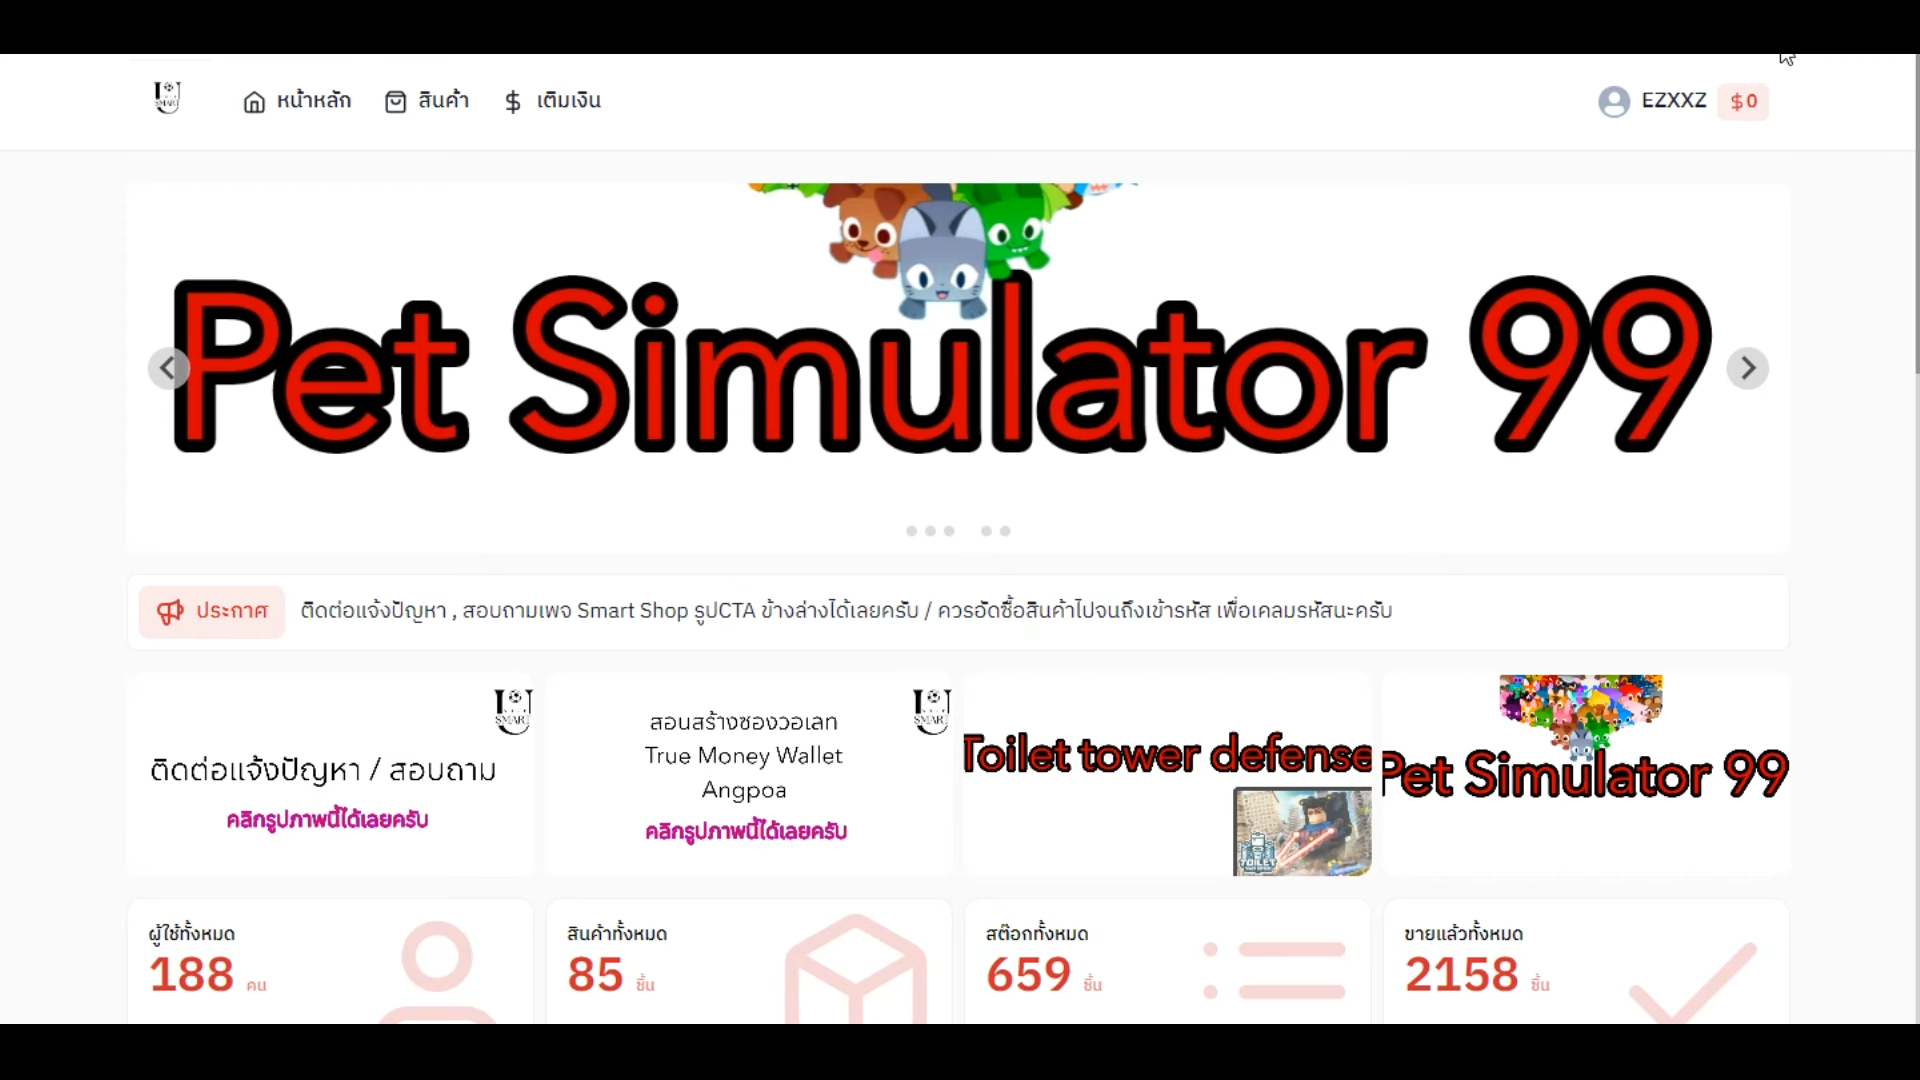 U SMART
หน้าหลัก
สินค้า
เติมเงิน
EZXXZ
$0
Pet Simulator 99
ประกาศ
ติดต่อแจ้งปัญหา , สอบถามเพจ Smart Shop รูปCTA ข้างล่างได้เลยครับ / ควรอัดซื้อสินค้าไปจนถึงเข้ารหัส เพื่อเคลมรหัสนะครับ
U SMART
ติดต่อแจ้งปัญหา / สอบถาม
คลิกรูปภาพนี้ได้เลยครับ
U SMART
สอนสร้างซองวอเลท
True Money Wallet
Angpoa
คลิกรูปภาพนี้ได้เลยครับ
Toilet tower defense
TOILET
Pet Simulator 99
ผู้ใช้ทั้งหมด
188 คน
สินค้าทั้งหมด
85 ชิ้น
สต๊อกทั้งหมด
659 ชิ้น
ขายแล้วทั้งหมด
2158 ชิ้น